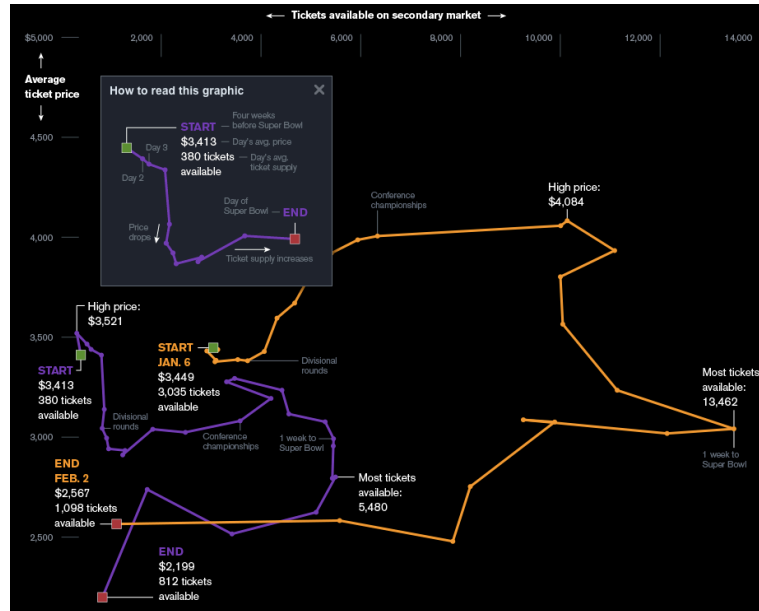 ← Tickets available on secondary market →
$5,000
2,000
4,000
6,000
8,000
10,000
12,000
14,000
Average
ticket price
4,500
4,000
3,500
3,000
2,500
How to read this graphic
START
Four weeks
before Super Bowl
$3,413
Day's avg. price
380 tickets
available
Day's avg.
ticket supply
Day 3
Day 2
Price
drops
Day of
Super Bowl
END
Ticket supply increases
Conference
championships
High price:
$4,084
High price:
$3,521
START
$3,413
380 tickets
available
START
JAN. 6
$3,449
3,035 tickets
available
Divisional
rounds
Most tickets
available:
13,462
1 week to
Super Bowl
Divisional
rounds
Conference
championships
1 week to
Super Bowl
END
FEB. 2
$2,567
1,098 tickets
available
Most tickets
available:
5,480
END
$2,199
812 tickets
available